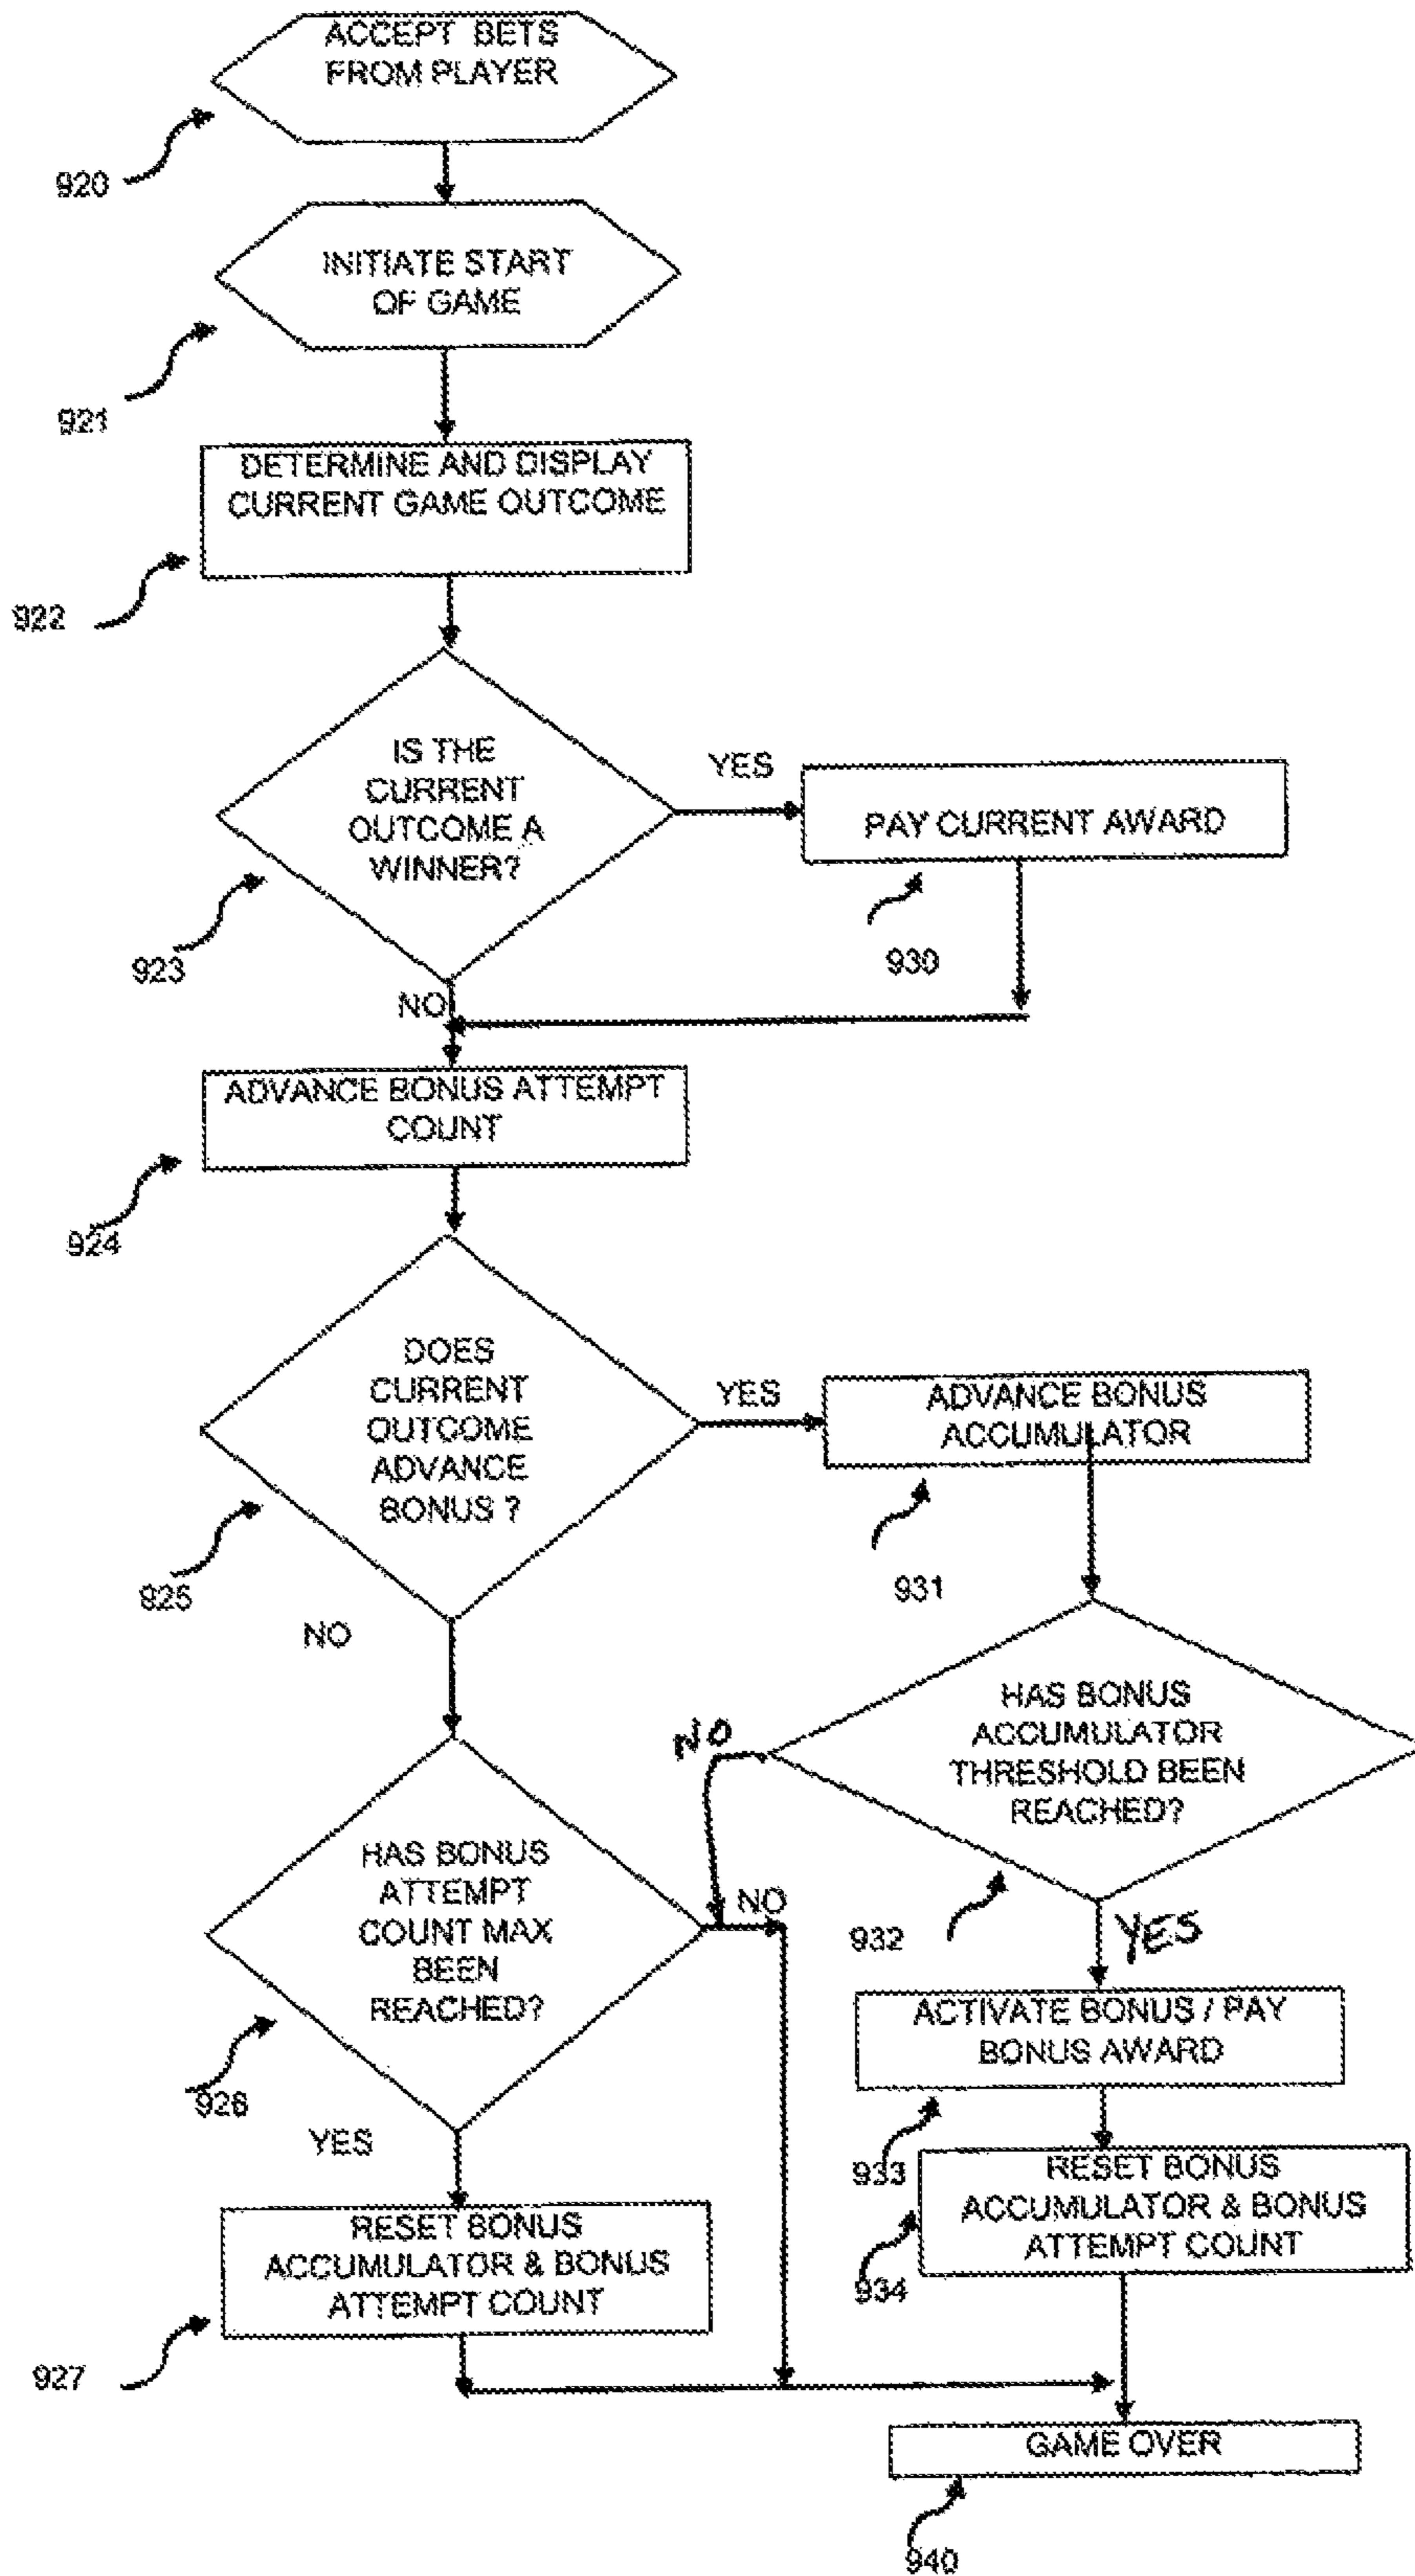 ACCEPT BETS
FROM PLAYER
920
INITIATE START
OF GAME
921
DETERMINE AND DISPLAY
CURRENT GAME OUTCOME
922
IS THE
CURRENT
OUTCOME A
WINNER?
923
YES
PAY CURRENT AWARD
930
NO
ADVANCE BONUS ATTEMPT
COUNT
924
DOES
CURRENT
OUTCOME
ADVANCE
BONUS ?
925
YES
ADVANCE BONUS
ACCUMULATOR
931
NO
HAS BONUS
ACCUMULATOR
THRESHOLD BEEN
REACHED?
932
NO
YES
HAS BONUS
ATTEMPT
COUNT MAX
BEEN
REACHED?
926
NO
YES
ACTIVATE BONUS / PAY
BONUS AWARD
933
RESET BONUS
ACCUMULATOR & BONUS
ATTEMPT COUNT
934
RESET BONUS
ACCUMULATOR & BONUS
ATTEMPT COUNT
927
GAME OVER
940